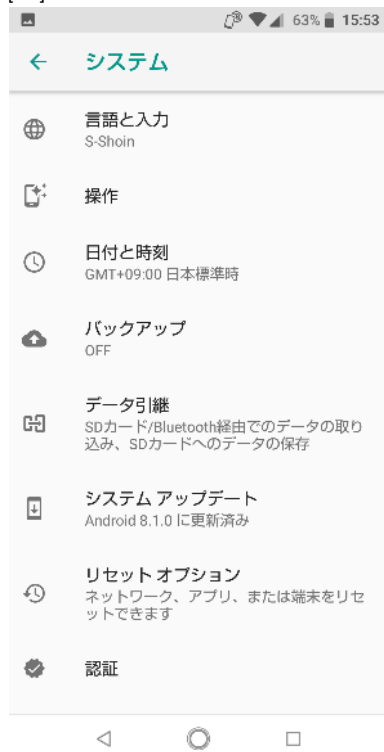 63% 15:53
システム
言語と入力
S-Shoin
操作
日付と時刻
GMT+09:00 日本標準時
バックアップ
OFF
データ引継
SDカード/Bluetooth経由でのデータの取り
込み、SDカードへのデータの保存
システム アップデート
Android 8.1.0 に更新済み
リセット オプション
ネットワーク、アプリ、または端末をリセ
ットできます
認証